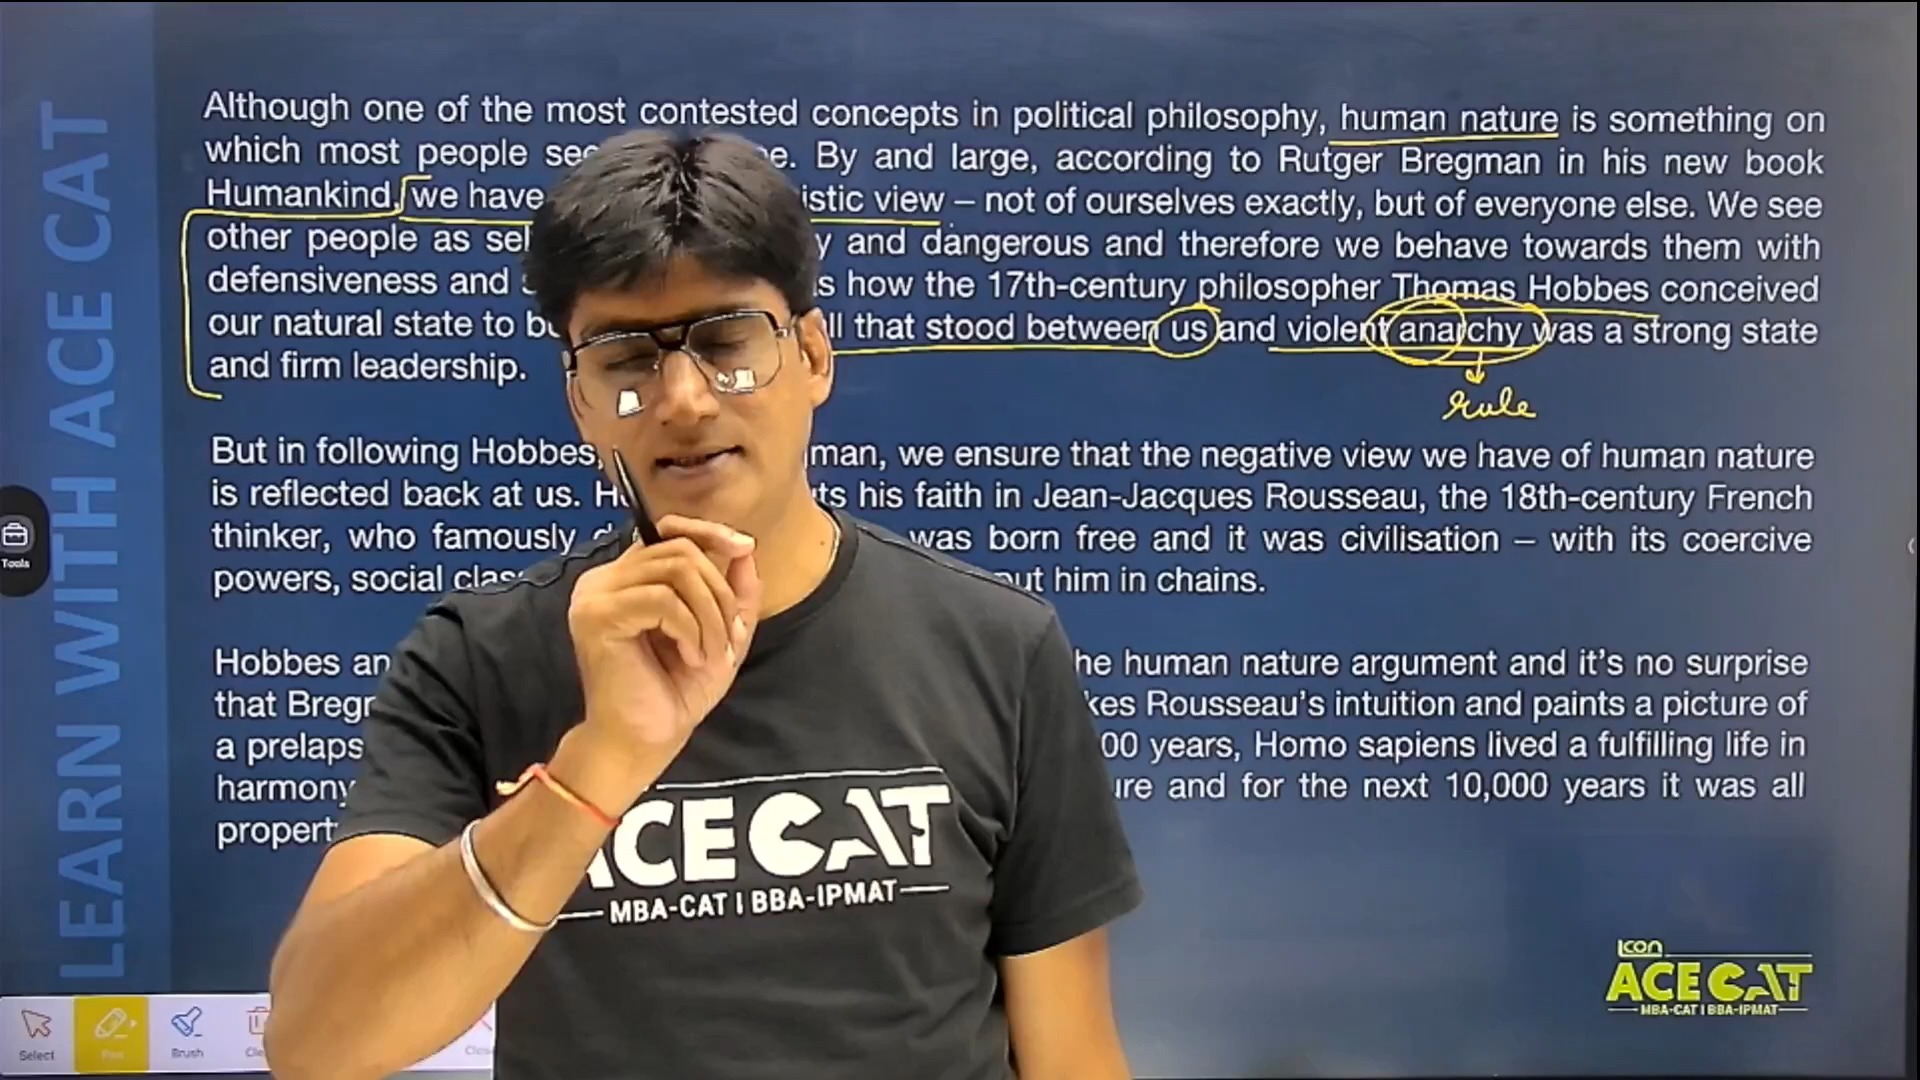 LEARN WITH ACE CAT
Although one of the most contested concepts in political philosophy, human nature is something on
which most people e. By and large, according to Rutger Bregman in his new book
Humankind, we have istic view – not of ourselves exactly, but of everyone else. We see
other people as sel y and dangerous and therefore we behave towards them with
defensiveness and s how the 17th-century philosopher Thomas Hobbes conceived
our natural state to b ll that stood between us and violent anarchy was a strong state
and firm leadership.
rule
But in following Hobbes, man, we ensure that the negative view we have of human nature
is reflected back at us. H ts his faith in Jean-Jacques Rousseau, the 18th-century French
thinker, who famously d was born free and it was civilisation – with its coercive
powers, social clas ut him in chains.
Hobbes an he human nature argument and it's no surprise
that Bregr kes Rousseau's intuition and paints a picture of
a prelaps 00 years, Homo sapiens lived a fulfilling life in
harmony ure and for the next 10,000 years it was all
propert
Tools
ACE CAT
MBA-CAT | BBA-IPMAT
Icon
ACE CAT
MBA-CAT | BBA-IPMAT
Select
Pen
Brush
Cle
Clos